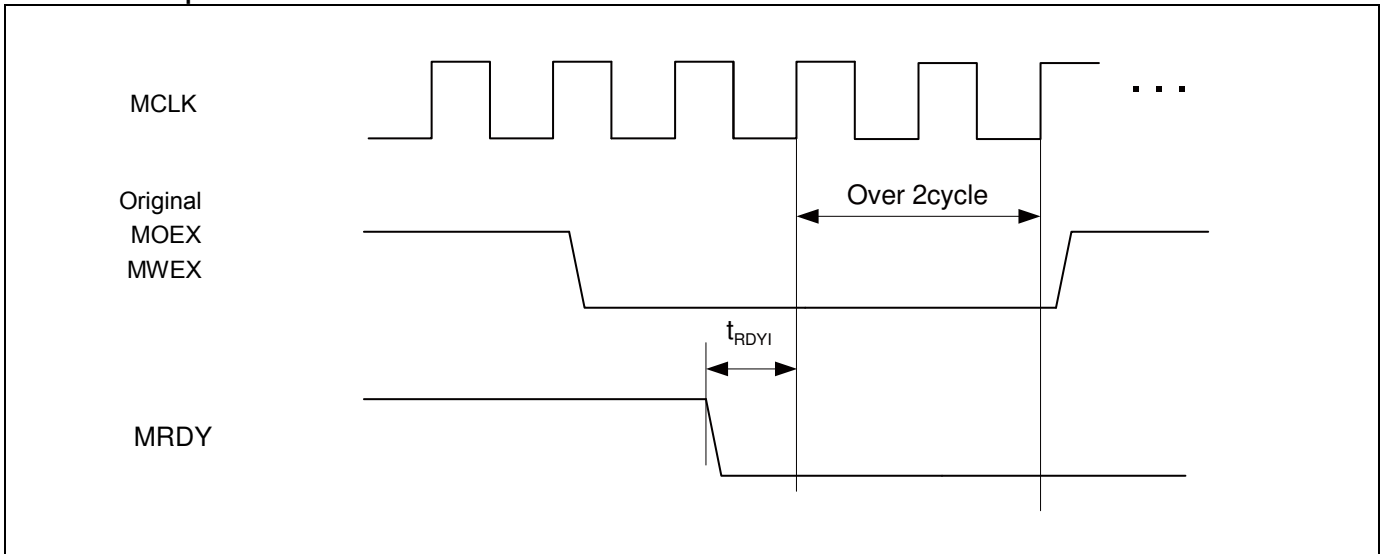 MCLK
. . .
Original
MOEX
MWEX
Over 2cycle
tRDYI
MRDY